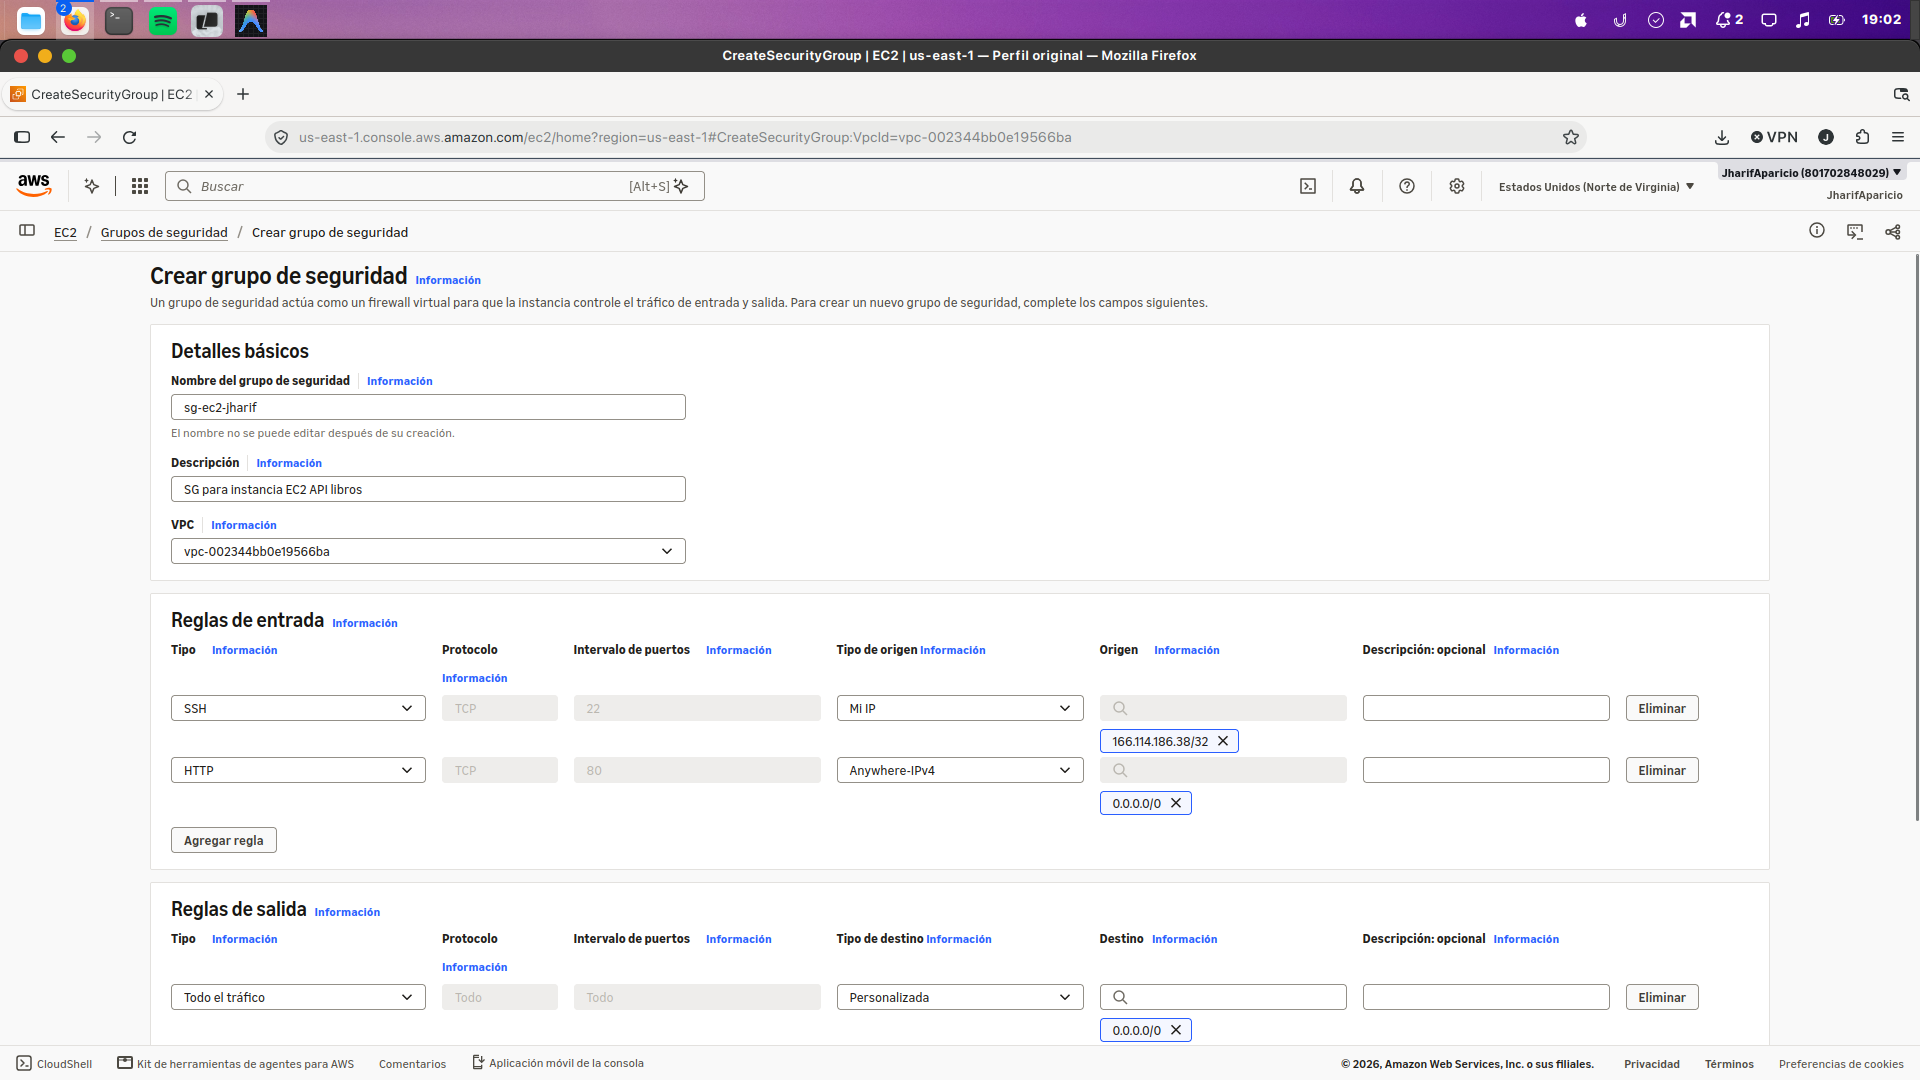 2
2
19:02
CreateSecurityGroup | EC2 | us-east-1 — Perfil original — Mozilla Firefox
CreateSecurityGroup | EC2
us-east-1.console.aws.amazon.com/ec2/home?region=us-east-1#CreateSecurityGroup:VpcId=vpc-002344bb0e19566ba
VPN
J
aws
Buscar
[Alt+S]
Estados Unidos (Norte de Virginia)
JharifAparicio (801702848029)
JharifAparicio
EC2 / Grupos de seguridad / Crear grupo de seguridad
Crear grupo de seguridad Información
Un grupo de seguridad actúa como un firewall virtual para que la instancia controle el tráfico de entrada y salida. Para crear un nuevo grupo de seguridad, complete los campos siguientes.
Detalles básicos
Nombre del grupo de seguridad Información
sg-ec2-jharif
El nombre no se puede editar después de su creación.
Descripción Información
SG para instancia EC2 API libros
VPC Información
vpc-002344bb0e19566ba
Reglas de entrada Información
Tipo Información Protocolo Intervalo de puertos Información Tipo de origen Información Origen Información Descripción: opcional Información
Información
SSH TCP 22 Mi IP Eliminar
166.114.186.38/32
HTTP TCP 80 Anywhere-IPv4 Eliminar
0.0.0.0/0
Agregar regla
Reglas de salida Información
Tipo Información Protocolo Intervalo de puertos Información Tipo de destino Información Destino Información Descripción: opcional Información
Información
Todo el tráfico Todo Todo Personalizada Eliminar
0.0.0.0/0
CloudShell Kit de herramientas de agentes para AWS Comentarios Aplicación móvil de la consola © 2026, Amazon Web Services, Inc. o sus filiales. Privacidad Términos Preferencias de cookies